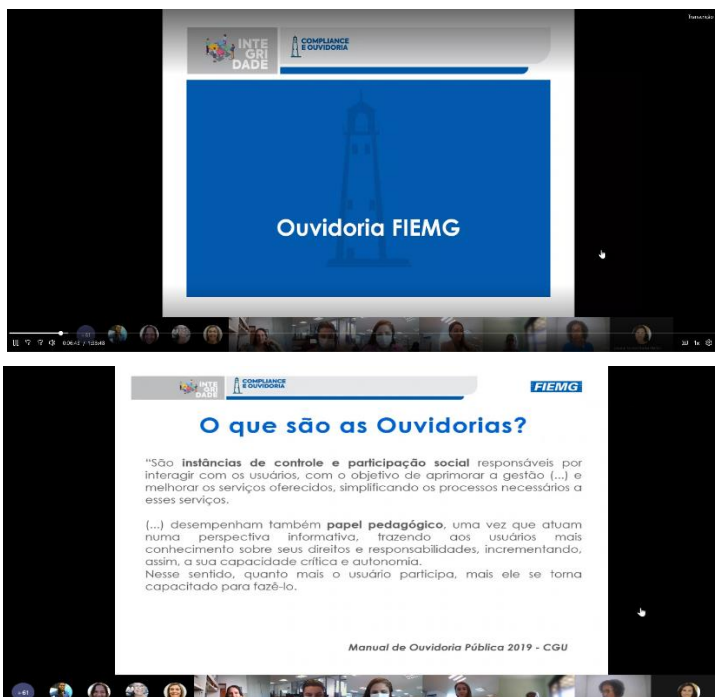 Transcrição
INTE
GRI
DADE
COMPLIANCE
E OUVIDORIA
Ouvidoria FIEMG
1x
INTE
GRI
DADE
COMPLIANCE
E OUVIDORIA
FIEMG
O que são as Ouvidorias?
“São instâncias de controle e participação social responsáveis por
interagir com os usuários, com o objetivo de aprimorar a gestão (...) e
melhorar os serviços oferecidos, simplificando os processos necessários a
esses serviços.
(...) desempenham também papel pedagógico, uma vez que atuam
numa perspectiva informativa, trazendo aos usuários mais
conhecimento sobre seus direitos e responsabilidades, incrementando,
assim, a sua capacidade crítica e autonomia.
Nesse sentido, quanto mais o usuário participa, mais ele se torna
capacitado para fazê-lo.
Manual de Ouvidoria Pública 2019 - CGU
+61